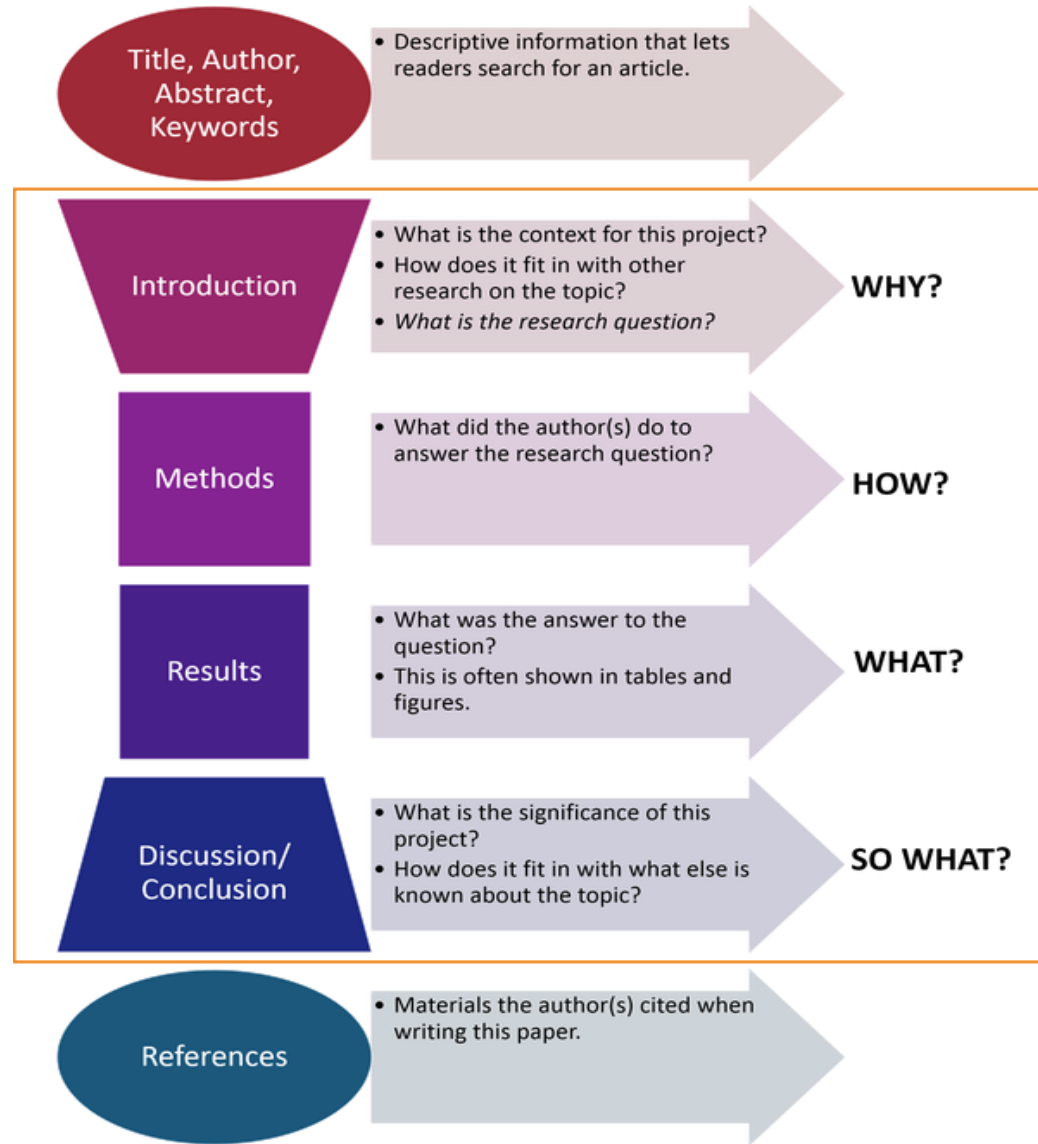 Title, Author,
Abstract,
Keywords
• Descriptive information that lets
readers search for an article.
Introduction
• What is the context for this project?
• How does it fit in with other
research on the topic?
• What is the research question?
WHY?
Methods
• What did the author(s) do to
answer the research question?
HOW?
Results
• What was the answer to the
question?
• This is often shown in tables and
figures.
WHAT?
Discussion/
Conclusion
• What is the significance of this
project?
• How does it fit in with what else is
known about the topic?
SO WHAT?
References
• Materials the author(s) cited when
writing this paper.